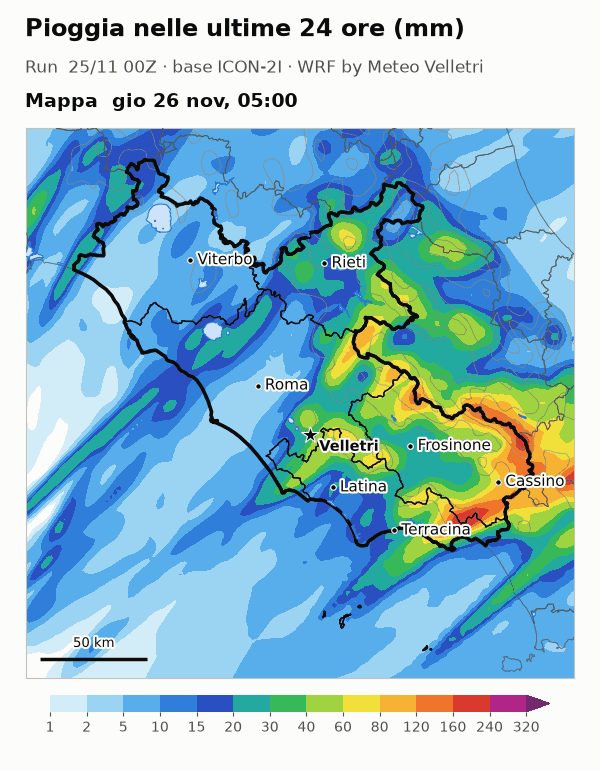 Pioggia nelle ultime 24 ore (mm)
Run  25/11 00Z · base ICON-2I · WRF by Meteo Velletri
Mappa  gio 26 nov, 05:00
Viterbo
Rieti
Roma
Velletri
Frosinone
Latina
Cassino
Terracina
50 km
1 2 5 10 15 20 30 40 60 80 120 160 240 320